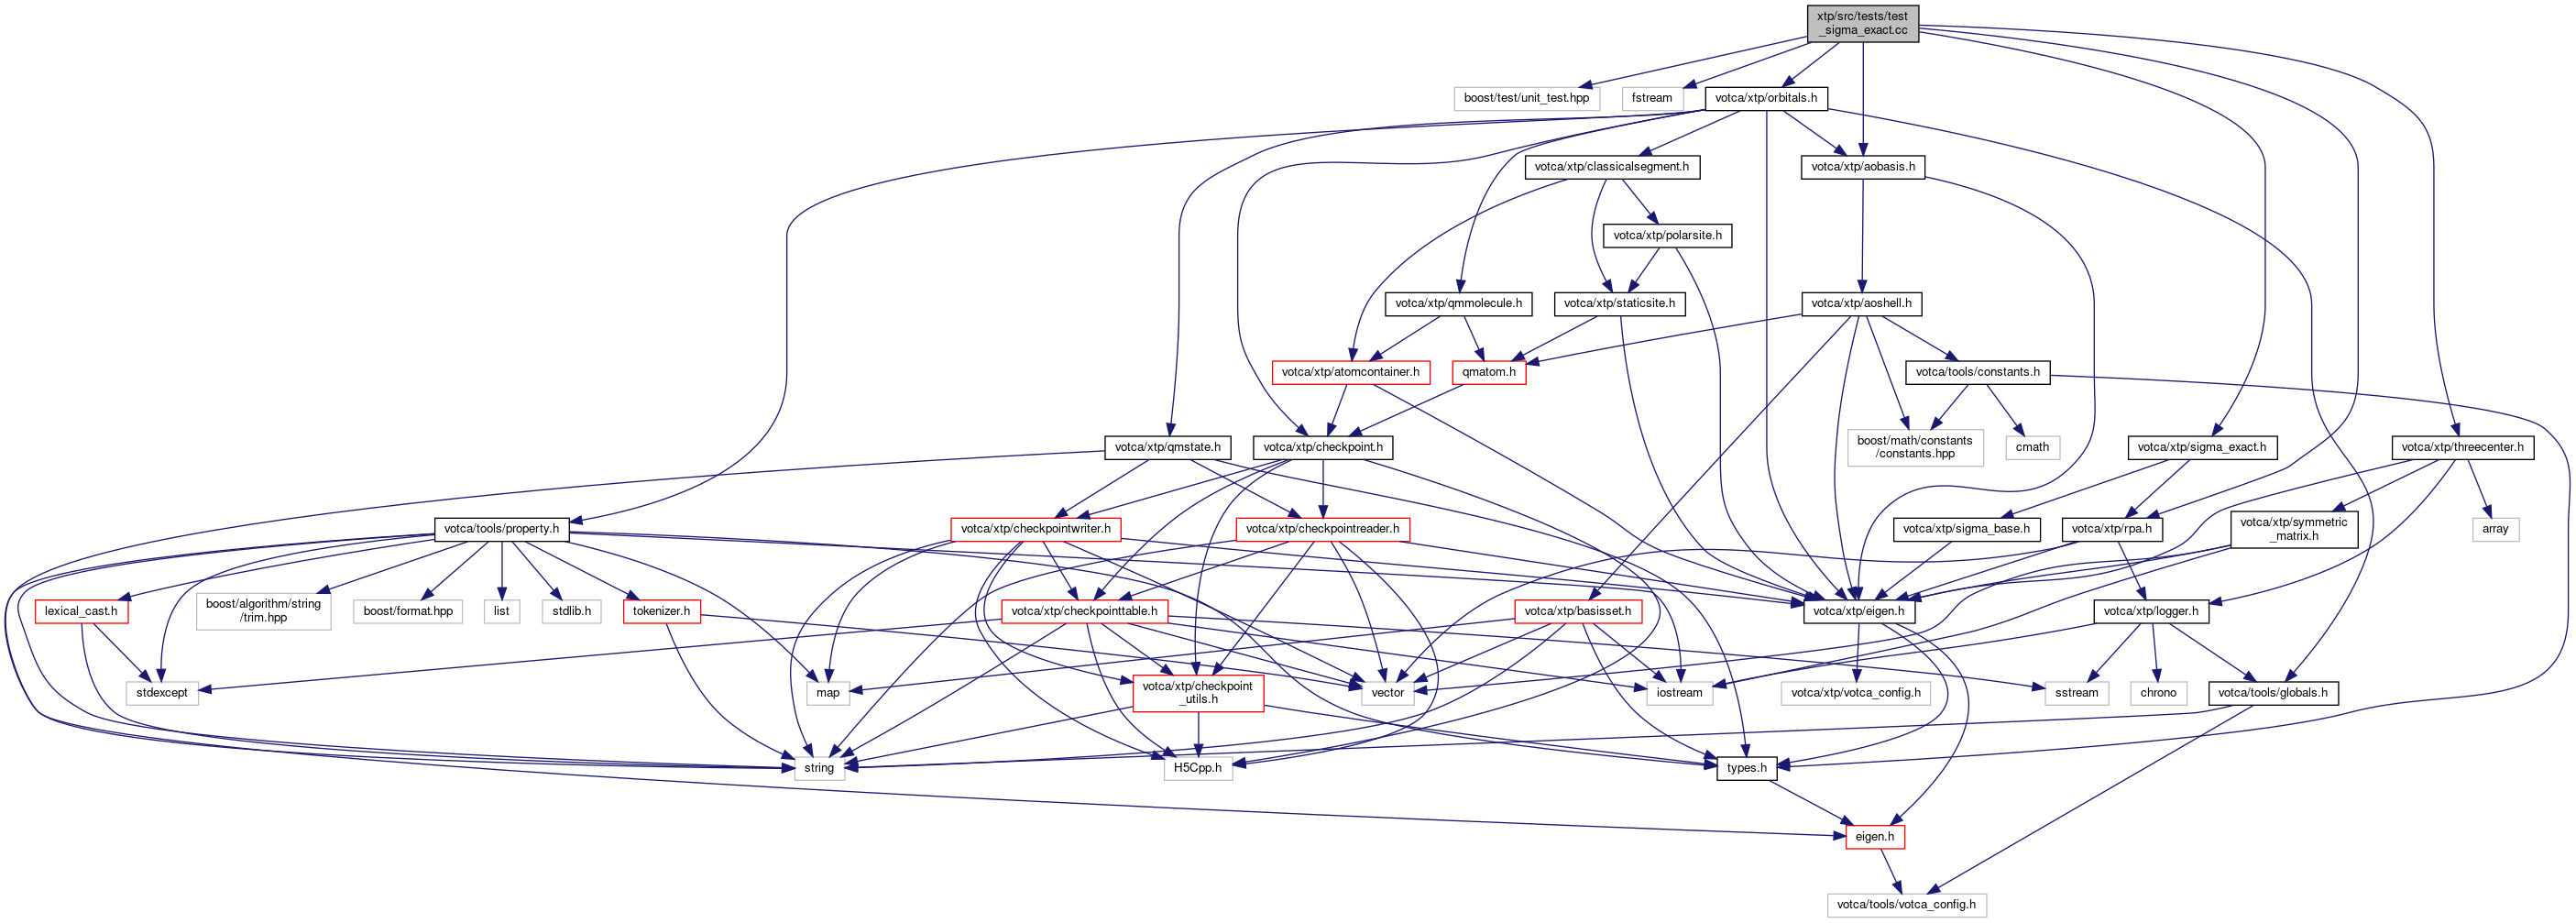 xtp/src/tests/test
_sigma_exact.cc
boost/test/unit_test.hpp
fstream
votca/xtp/orbitals.h
votca/xtp/classicalsegment.h
votca/xtp/aobasis.h
votca/xtp/polarsite.h
votca/xtp/qmmolecule.h
votca/xtp/staticsite.h
votca/xtp/aoshell.h
votca/xtp/atomcontainer.h
qmatom.h
votca/tools/constants.h
votca/xtp/qmstate.h
votca/xtp/checkpoint.h
boost/math/constants
/constants.hpp
cmath
votca/xtp/sigma_exact.h
votca/xtp/threecenter.h
votca/tools/property.h
votca/xtp/checkpointwriter.h
votca/xtp/checkpointreader.h
votca/xtp/sigma_base.h
votca/xtp/rpa.h
votca/xtp/symmetric
_matrix.h
array
lexical_cast.h
boost/algorithm/string
/trim.hpp
boost/format.hpp
list
stdlib.h
tokenizer.h
votca/xtp/checkpointtable.h
votca/xtp/basisset.h
votca/xtp/eigen.h
votca/xtp/logger.h
stdexcept
map
votca/xtp/checkpoint
_utils.h
vector
iostream
votca/xtp/votca_config.h
sstream
chrono
votca/tools/globals.h
string
H5Cpp.h
types.h
eigen.h
votca/tools/votca_config.h